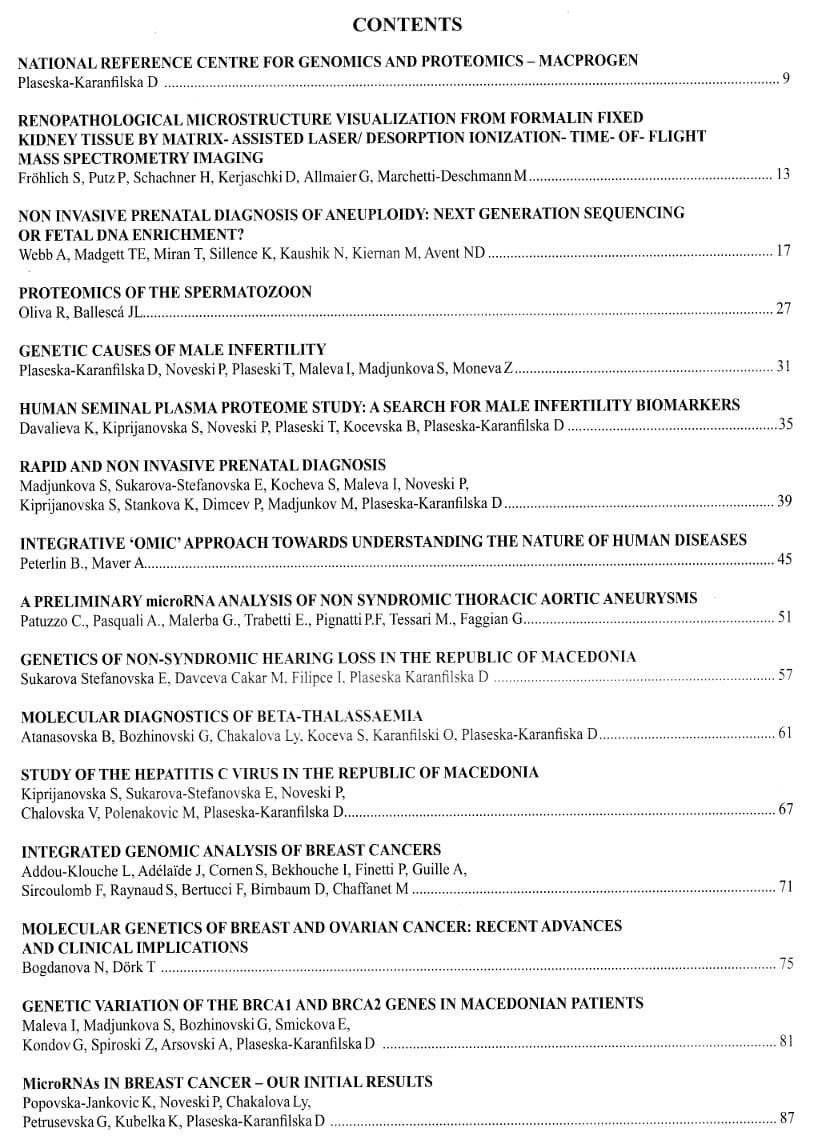 CONTENTS
NATIONAL REFERENCE CENTRE FOR GENOMICS AND PROTEOMICS – MACPROGEN
Plaseska-Karanfilska D ........................................ 9
RENOPATHOLOGICAL MICROSTRUCTURE VISUALIZATION FROM FORMALIN FIXED
KIDNEY TISSUE BY MATRIX- ASSISTED LASER/ DESORPTION IONIZATION- TIME- OF- FLIGHT
MASS SPECTROMETRY IMAGING
Fröhlich S, Putz P, Schachner H, Kerjaschki D, Allmaier G, Marchetti-Deschmann M........................................ 13
NON INVASIVE PRENATAL DIAGNOSIS OF ANEUPLOIDY: NEXT GENERATION SEQUENCING
OR FETAL DNA ENRICHMENT?
Webb A, Madgett TE, Miran T, Sillence K, Kaushik N, Kiernan M, Avent ND ........................................ 17
PROTEOMICS OF THE SPERMATOZOON
Oliva R, Ballescá JL........................................ 27
GENETIC CAUSES OF MALE INFERTILITY
Plaseska-Karanfilska D, Noveski P, Plaseski T, Maleva I, Madjunkova S, Moneva Z........................................ 31
HUMAN SEMINAL PLASMA PROTEOME STUDY: A SEARCH FOR MALE INFERTILITY BIOMARKERS
Davalieva K, Kiprijanovska S, Noveski P, Plaseski T, Kocevska B, Plaseska-Karanfilska D ........................................35
RAPID AND NON INVASIVE PRENATAL DIAGNOSIS
Madjunkova S, Sukarova-Stefanovska E, Kocheva S, Maleva I, Noveski P,
Kiprijanovska S, Stankova K, Dimcev P, Madjunkov M, Plaseska-Karanfilska D........................................ 39
INTEGRATIVE ‘OMIC’ APPROACH TOWARDS UNDERSTANDING THE NATURE OF HUMAN DISEASES
Peterlin B., Maver A........................................ 45
A PRELIMINARY microRNA ANALYSIS OF NON SYNDROMIC THORACIC AORTIC ANEURYSMS
Patuzzo C., Pasquali A., Malerba G., Trabetti E., Pignatti P.F, Tessari M., Faggian G........................................ 51
GENETICS OF NON-SYNDROMIC HEARING LOSS IN THE REPUBLIC OF MACEDONIA
Sukarova Stefanovska E, Davceva Cakar M, Filipce I, Plaseska Karanfilska D ........................................ 57
MOLECULAR DIAGNOSTICS OF BETA-THALASSAEMIA
Atanasovska B, Bozhinovski G, Chakalova Ly, Koceva S, Karanfilski O, Plaseska-Karanfiska D........................................ 61
STUDY OF THE HEPATITIS C VIRUS IN THE REPUBLIC OF MACEDONIA
Kiprijanovska S, Sukarova-Stefanovska E, Noveski P,
Chalovska V, Polenakovic M, Plaseska-Karanfilska D........................................ 67
INTEGRATED GENOMIC ANALYSIS OF BREAST CANCERS
Addou-Klouche L, Adélaïde J, Cornen S, Bekhouche I, Finetti P, Guille A,
Sircoulomb F, Raynaud S, Bertucci F, Birnbaum D, Chaffanet M ........................................ 71
MOLECULAR GENETICS OF BREAST AND OVARIAN CANCER: RECENT ADVANCES
AND CLINICAL IMPLICATIONS
Bogdanova N, Dörk T ........................................ 75
GENETIC VARIATION OF THE BRCA1 AND BRCA2 GENES IN MACEDONIAN PATIENTS
Maleva I, Madjunkova S, Bozhinovski G, Smickova E,
Kondov G, Spiroski Z, Arsovski A, Plaseska-Karanfilska D ........................................ 81
MicroRNAs IN BREAST CANCER – OUR INITIAL RESULTS
Popovska-Jankovic K, Noveski P, Chakalova Ly,
Petrusevska G, Kubelka K, Plaseska-Karanfilska D ........................................ 87